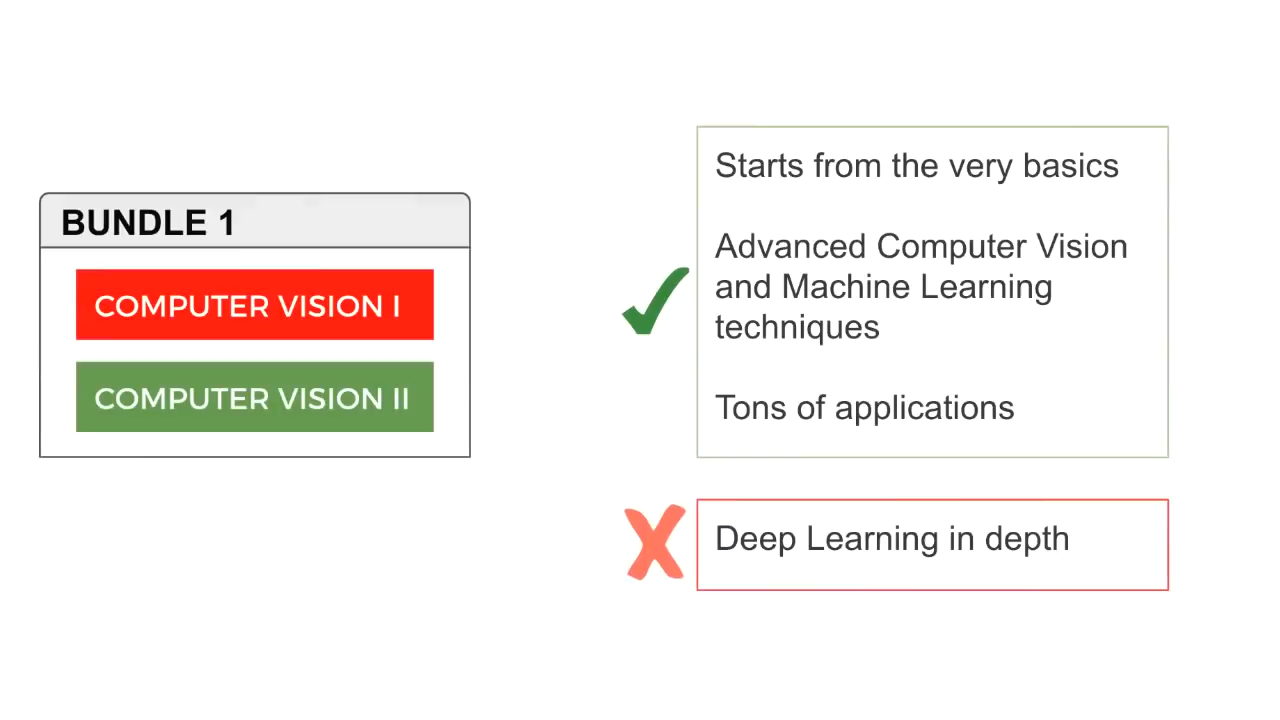 BUNDLE 1
COMPUTER VISION I
COMPUTER VISION II
Starts from the very basics
Advanced Computer Vision
and Machine Learning
techniques
Tons of applications
Deep Learning in depth